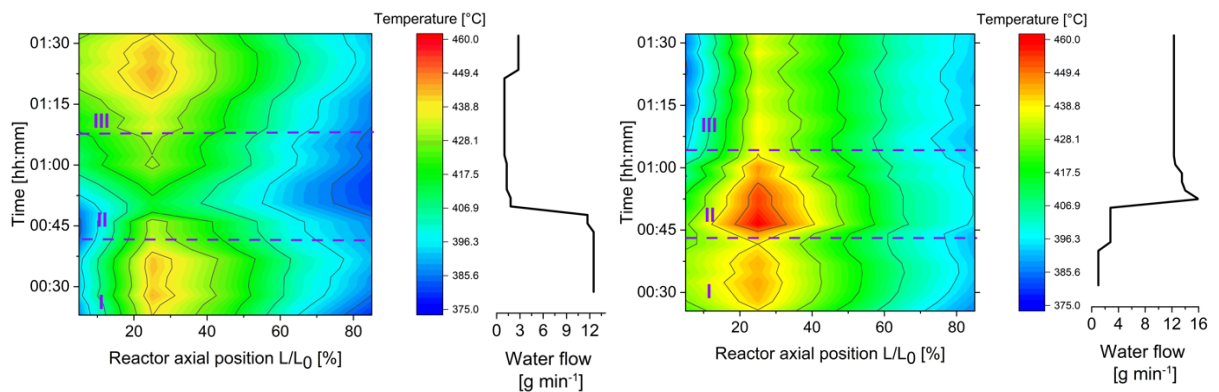 Temperature [°C]
01:30
01:15
01:00
00:45
00:30
Time [hh:mm]
III
II
I
20 40 60 80
Reactor axial position L/L0 [%]
460.0
449.4
438.8
428.1
417.5
406.9
396.3
385.6
375.0
0 4 8 12
Water flow
[g min-1]
Temperature [°C]
01:30
01:15
01:00
00:45
00:30
Time [hh:mm]
III
II
I
20 40 60 80
Reactor axial position L/L0 [%]
460.0
449.4
438.8
428.1
417.5
406.9
396.3
385.6
375.0
0 4 8 12 16
Water flow
[g min-1]